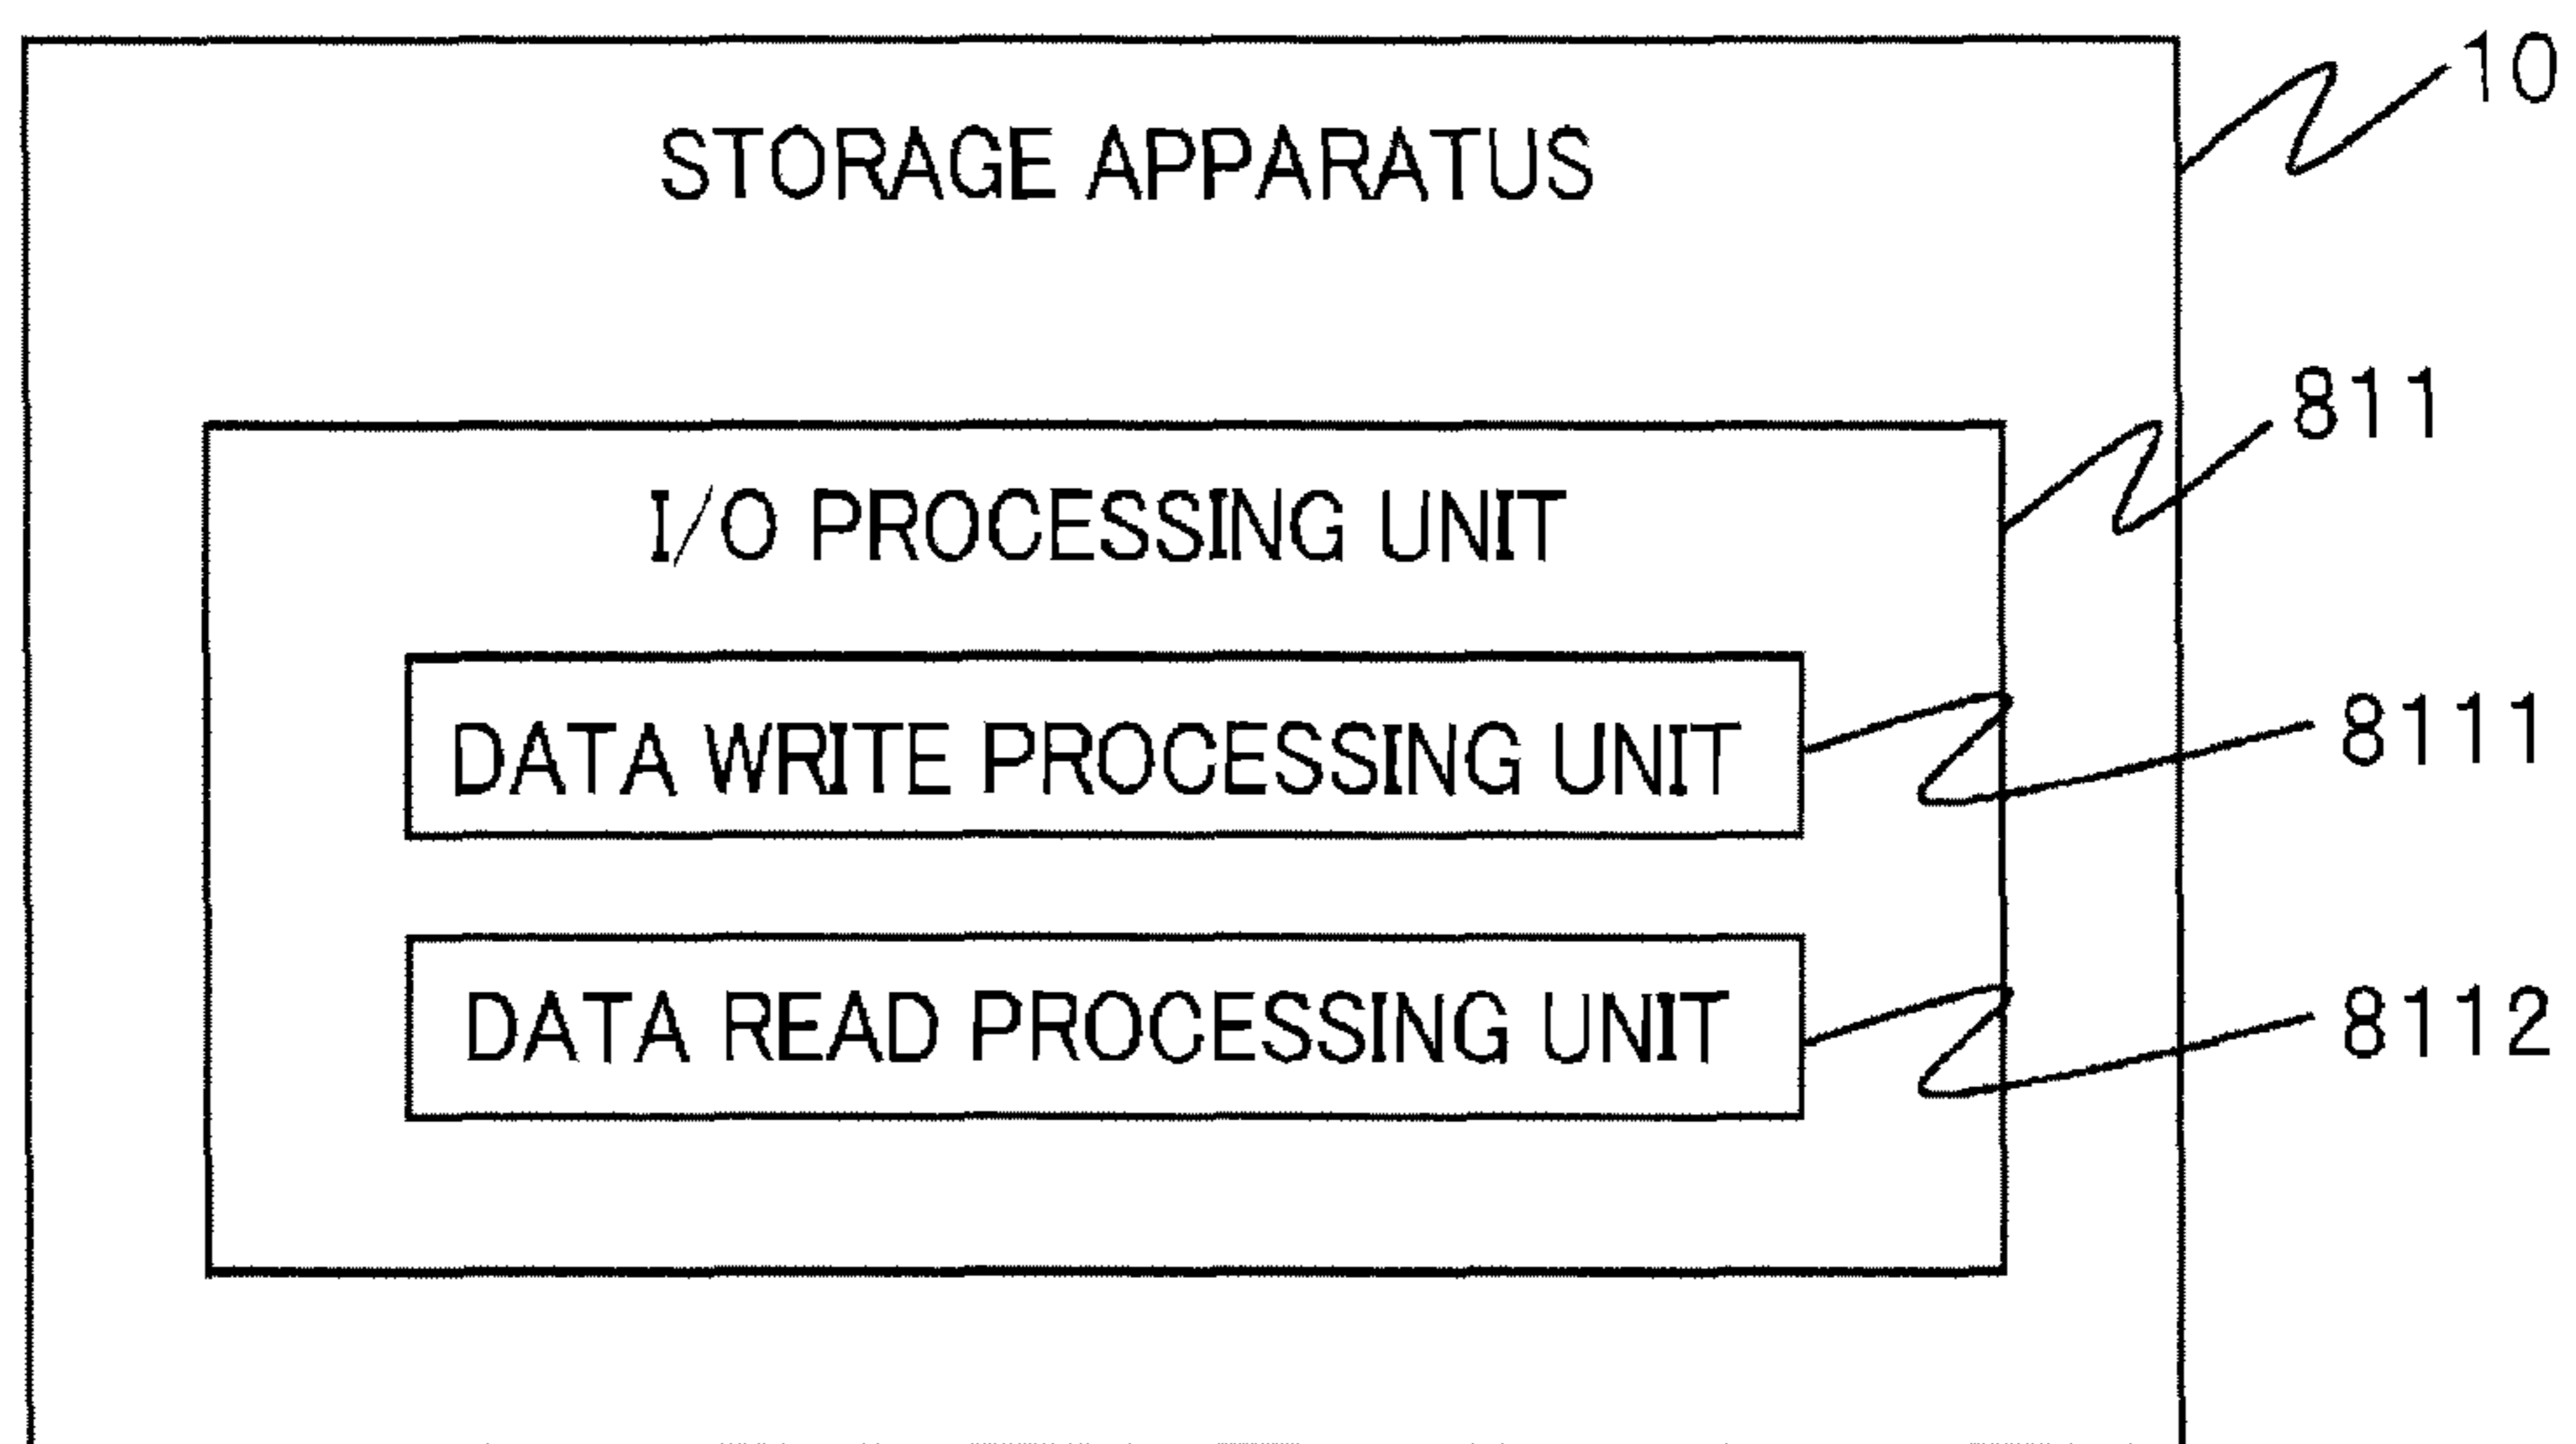 10
STORAGE APPARATUS
811
I/O PROCESSING UNIT
DATA WRITE PROCESSING UNIT
8111
DATA READ PROCESSING UNIT
8112